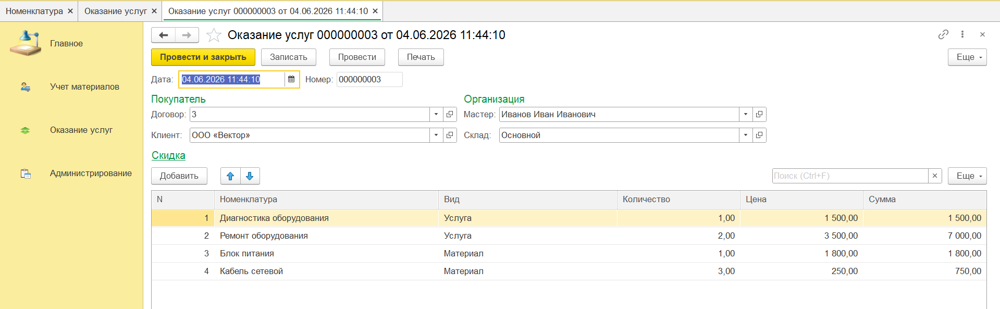 Номенклатура × Оказание услуг × Оказание услуг 000000003 от 04.06.2026 11:44:10 ×
Главное
Учет материалов
Оказание услуг
Администрирование
Оказание услуг 000000003 от 04.06.2026 11:44:10
Провести и закрыть Записать Провести Печать Еще
Дата: 04.06.2026 11:44:10 Номер: 000000003
Покупатель Организация
Договор: 3 Мастер: Иванов Иван Иванович
Клиент: ООО «Вектор» Склад: Основной
Скидка
Добавить Поиск (Ctrl+F) × Еще
N Номенклатура Вид Количество Цена Сумма
1 Диагностика оборудования Услуга 1,00 1 500,00 1 500,00
2 Ремонт оборудования Услуга 2,00 3 500,00 7 000,00
3 Блок питания Материал 1,00 1 800,00 1 800,00
4 Кабель сетевой Материал 3,00 250,00 750,00